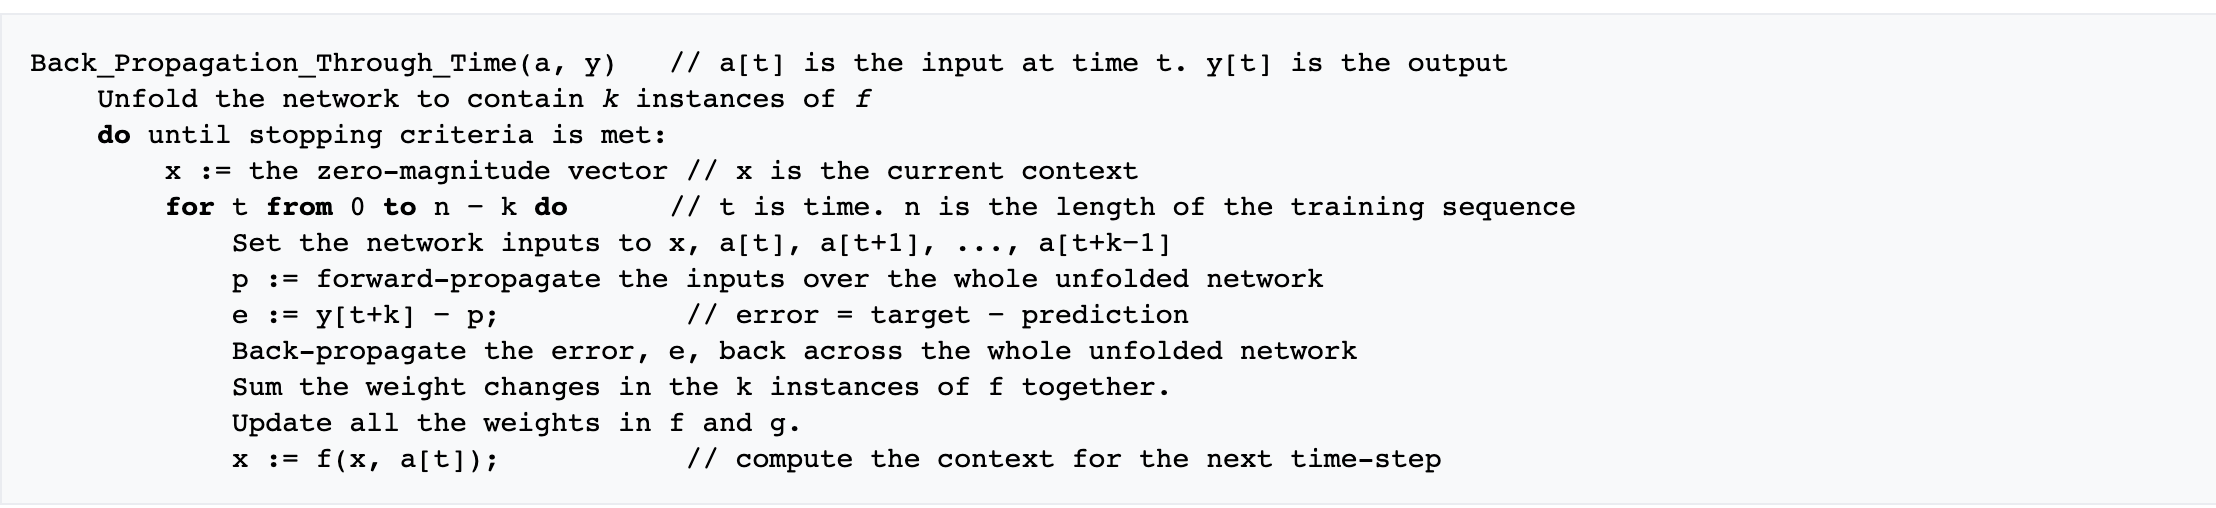 Back_Propagation_Through_Time(a, y)   // a[t] is the input at time t. y[t] is the output
    Unfold the network to contain k instances of f
    do until stopping criteria is met:
        x := the zero-magnitude vector // x is the current context
        for t from 0 to n − k do      // t is time. n is the length of the training sequence
            Set the network inputs to x, a[t], a[t+1], ..., a[t+k−1]
            p := forward-propagate the inputs over the whole unfolded network
            e := y[t+k] − p;           // error = target − prediction
            Back-propagate the error, e, back across the whole unfolded network
            Sum the weight changes in the k instances of f together.
            Update all the weights in f and g.
            x := f(x, a[t]);           // compute the context for the next time-step